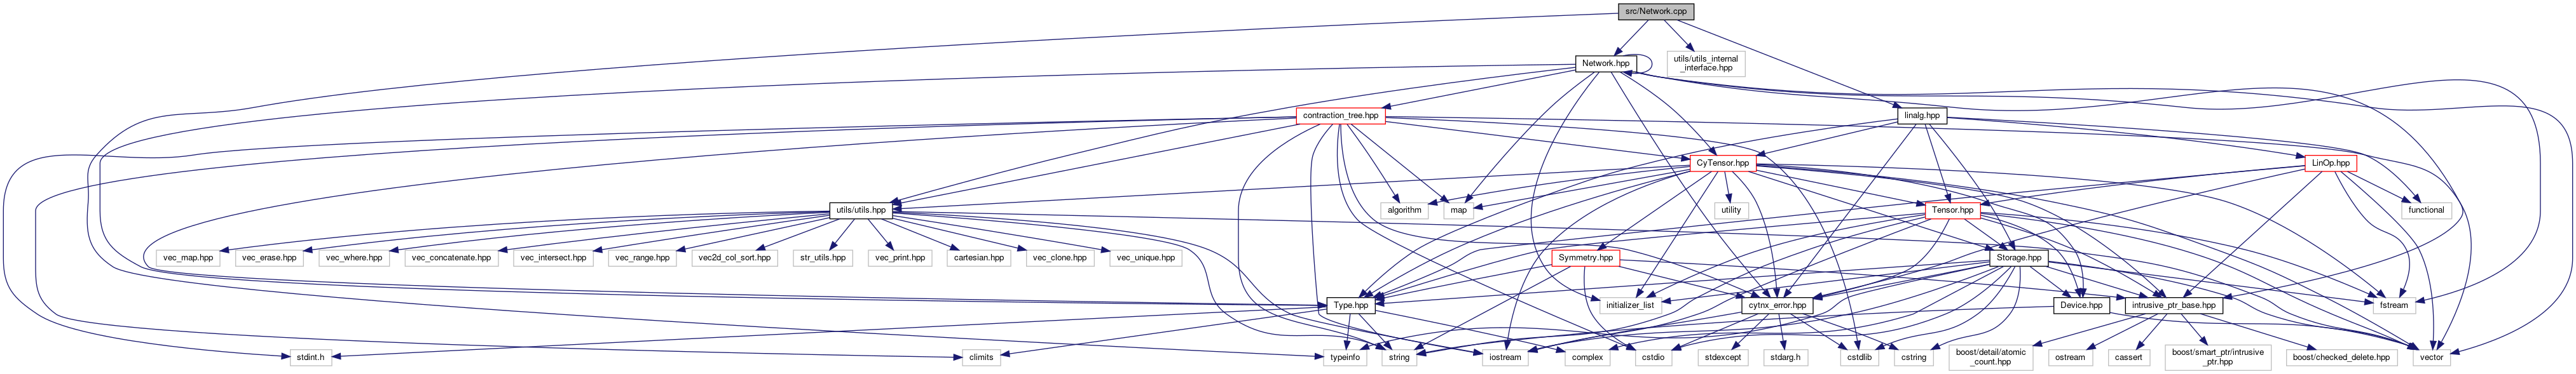 src/Network.cpp
Network.hpp
utils/utils_internal
_interface.hpp
contraction_tree.hpp
linalg.hpp
CyTensor.hpp
LinOp.hpp
utils/utils.hpp
algorithm
map
utility
Tensor.hpp
functional
vec_map.hpp
vec_erase.hpp
vec_where.hpp
vec_concatenate.hpp
vec_intersect.hpp
vec_range.hpp
vec2d_col_sort.hpp
str_utils.hpp
vec_print.hpp
cartesian.hpp
vec_clone.hpp
vec_unique.hpp
Symmetry.hpp
Storage.hpp
Type.hpp
initializer_list
cytnx_error.hpp
Device.hpp
intrusive_ptr_base.hpp
fstream
stdint.h
climits
typeinfo
string
iostream
complex
cstdio
stdexcept
stdarg.h
cstdlib
cstring
boost/detail/atomic
_count.hpp
ostream
cassert
boost/smart_ptr/intrusive
_ptr.hpp
boost/checked_delete.hpp
vector